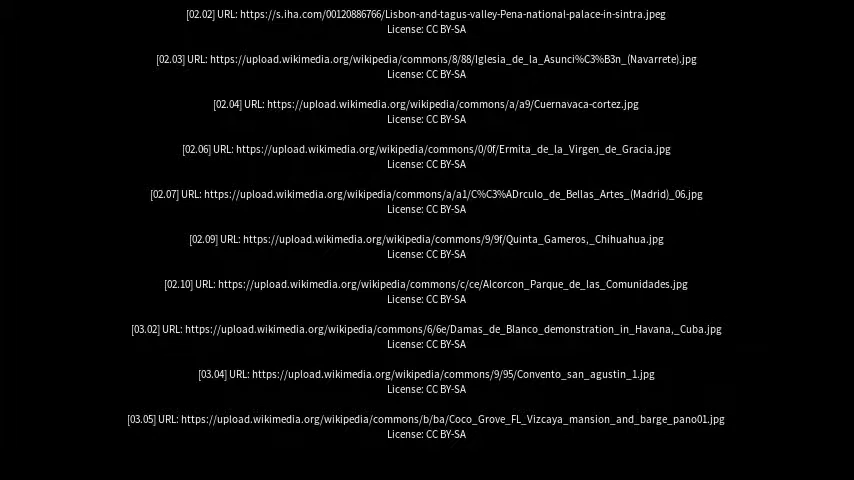 [02.02] URL: https://s.iha.com/00120886766/Lisbon-and-tagus-valley-Pena-national-palace-in-sintra.jpeg
License: CC BY-SA
[02.03] URL: https://upload.wikimedia.org/wikipedia/commons/8/88/Iglesia_de_la_Asunci%C3%B3n_(Navarrete).jpg
License: CC BY-SA
[02.04] URL: https://upload.wikimedia.org/wikipedia/commons/a/a9/Cuernavaca-cortez.jpg
License: CC BY-SA
[02.06] URL: https://upload.wikimedia.org/wikipedia/commons/0/0f/Ermita_de_la_Virgen_de_Gracia.jpg
License: CC BY-SA
[02.07] URL: https://upload.wikimedia.org/wikipedia/commons/a/a1/C%C3%ADrculo_de_Bellas_Artes_(Madrid)_06.jpg
License: CC BY-SA
[02.09] URL: https://upload.wikimedia.org/wikipedia/commons/9/9f/Quinta_Gameros,_Chihuahua.jpg
License: CC BY-SA
[02.10] URL: https://upload.wikimedia.org/wikipedia/commons/c/ce/Alcorcon_Parque_de_las_Comunidades.jpg
License: CC BY-SA
[03.02] URL: https://upload.wikimedia.org/wikipedia/commons/6/6e/Damas_de_Blanco_demonstration_in_Havana,_Cuba.jpg
License: CC BY-SA
[03.04] URL: https://upload.wikimedia.org/wikipedia/commons/9/95/Convento_san_agustin_1.jpg
License: CC BY-SA
[03.05] URL: https://upload.wikimedia.org/wikipedia/commons/b/ba/Coco_Grove_FL_Vizcaya_mansion_and_barge_pano01.jpg
License: CC BY-SA